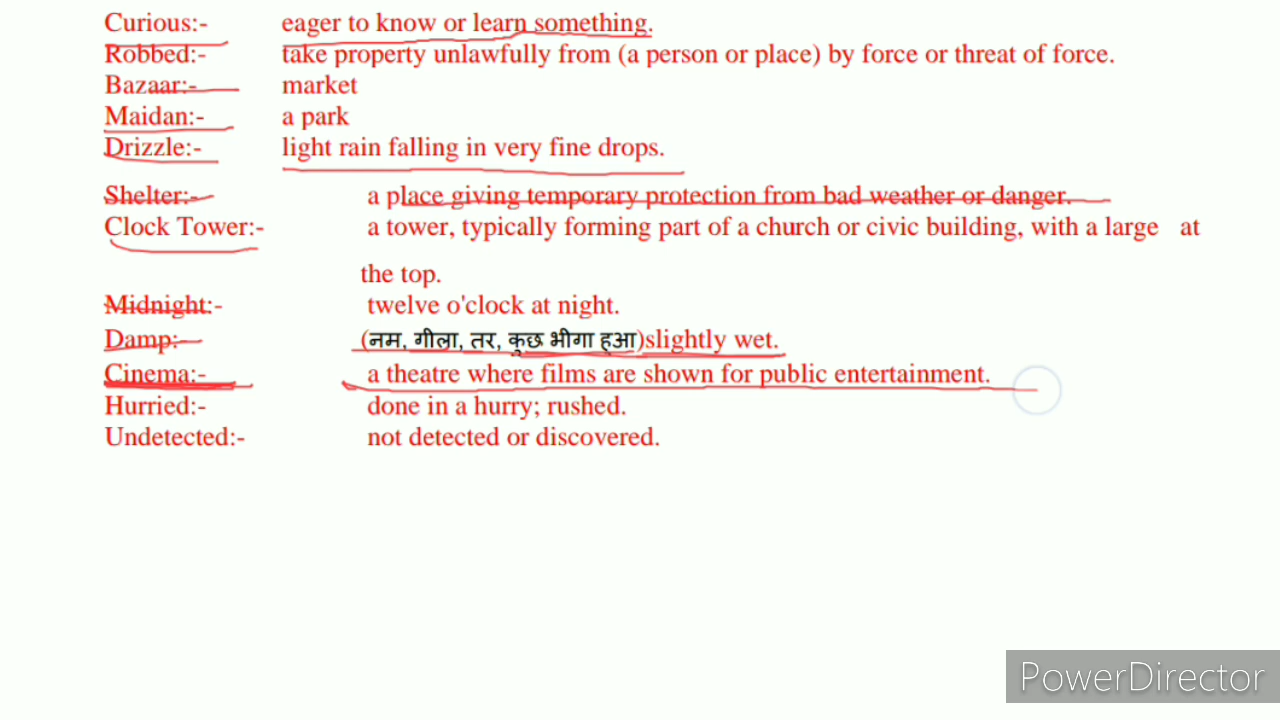 Curious:- eager to know or learn something.
Robbed:- take property unlawfully from (a person or place) by force or threat of force.
Bazaar:- market
Maidan:- a park
Drizzle:- light rain falling in very fine drops.
Shelter:- a place giving temporary protection from bad weather or danger.
Clock Tower:- a tower, typically forming part of a church or civic building, with a large at
the top.
Midnight:- twelve o'clock at night.
Damp:- (नम, गीला, तर, कुछ भीगा हुआ)slightly wet.
Cinema:- a theatre where films are shown for public entertainment.
Hurried:- done in a hurry; rushed.
Undetected:- not detected or discovered.
PowerDirector